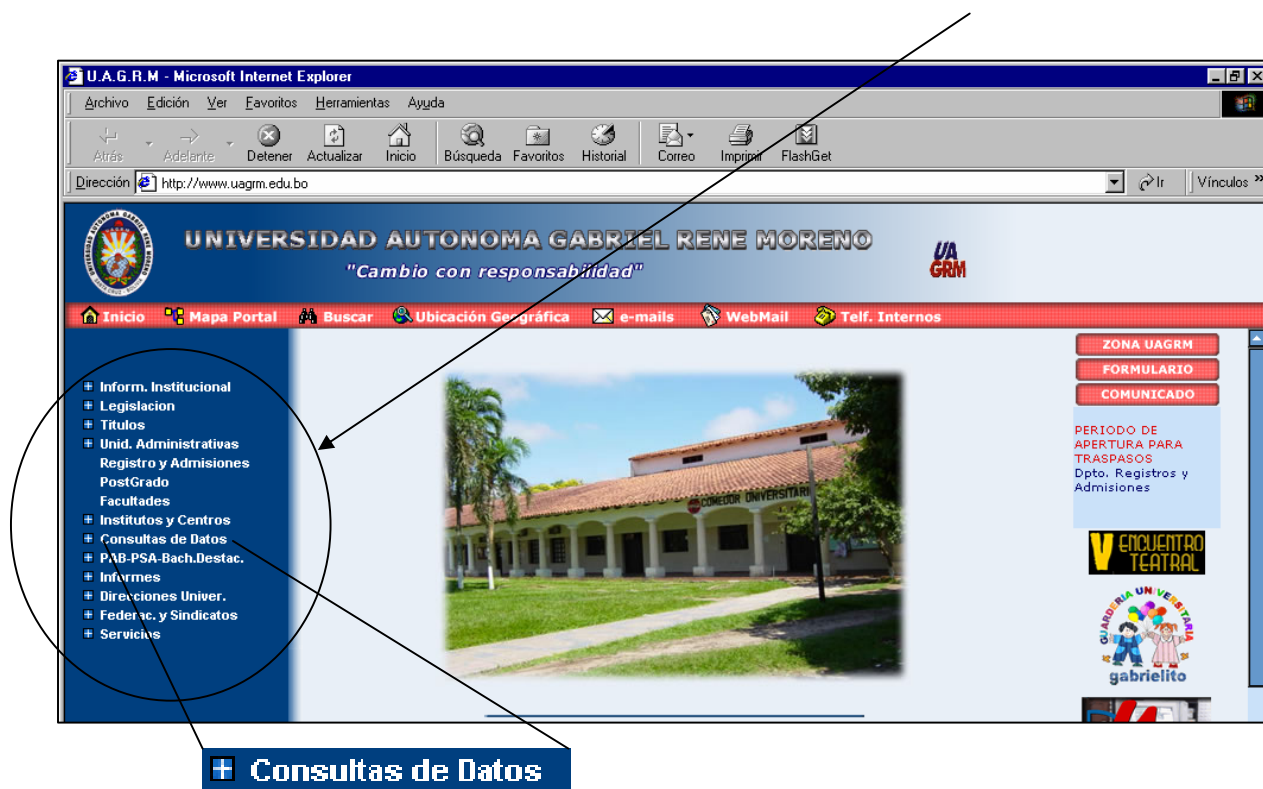 U.A.G.R.M - Microsoft Internet Explorer
Archivo Edición Ver Favoritos Herramientas Ayuda
Atrás Adelante Detener Actualizar Inicio Búsqueda Favoritos Historial Correo Imprimir FlashGet
Dirección http://www.uagrm.edu.bo Ir Vínculos »
UNIVERSIDAD AUTONOMA GABRIEL RENE MORENO
"Cambio con responsabilidad"
UA
GRM
Inicio Mapa Portal Buscar Ubicación Geográfica e-mails WebMail Telf. Internos
Inform. Institucional
Legislacion
Titulos
Unid. Administrativas
Registro y Admisiones
PostGrado
Facultades
Institutos y Centros
Consultas de Datos
PAB-PSA-Bach.Destac.
Informes
Direcciones Univer.
Federac. y Sindicatos
Servicios
COMEDOR UNIVERSITARI
ZONA UAGRM
FORMULARIO
COMUNICADO
PERIODO DE
APERTURA PARA
TRASPASOS
Dpto. Registros y
Admisiones
V ENCUENTRO
TEATRAL
GUARDERIA UNIVERSITARIA
gabrielito
Consultas de Datos